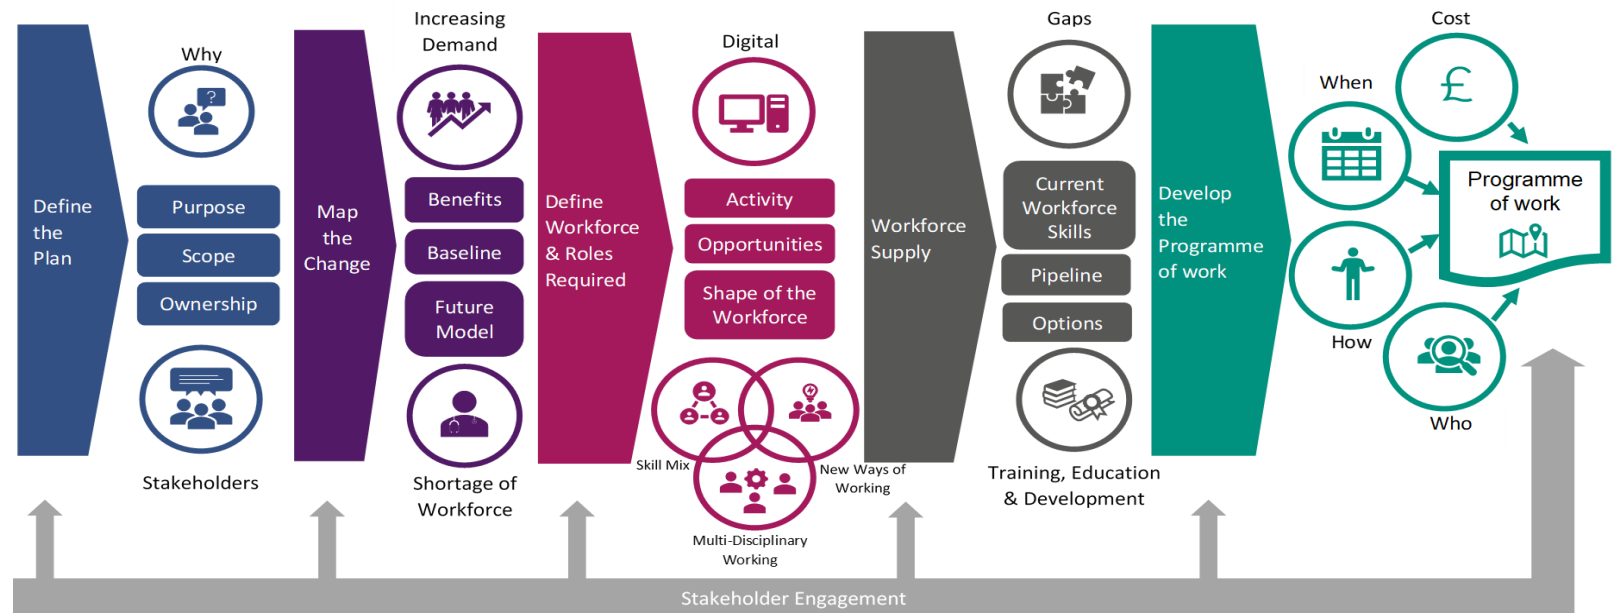 Define
the
Plan
Why
?
Purpose
Scope
Ownership
Stakeholders
Map
the
Change
Increasing
Demand
Benefits
Baseline
Future
Model
Shortage of
Workforce
Define
Workforce
& Roles
Required
Digital
Activity
Opportunities
Shape of the
Workforce
Skill Mix
New Ways of
Working
Multi-Disciplinary
Working
Workforce
Supply
Gaps
Current
Workforce
Skills
Pipeline
Options
Training, Education
& Development
Develop
the
Programme
of work
Cost
£
When
How
Who
Programme
of work
Stakeholder Engagement